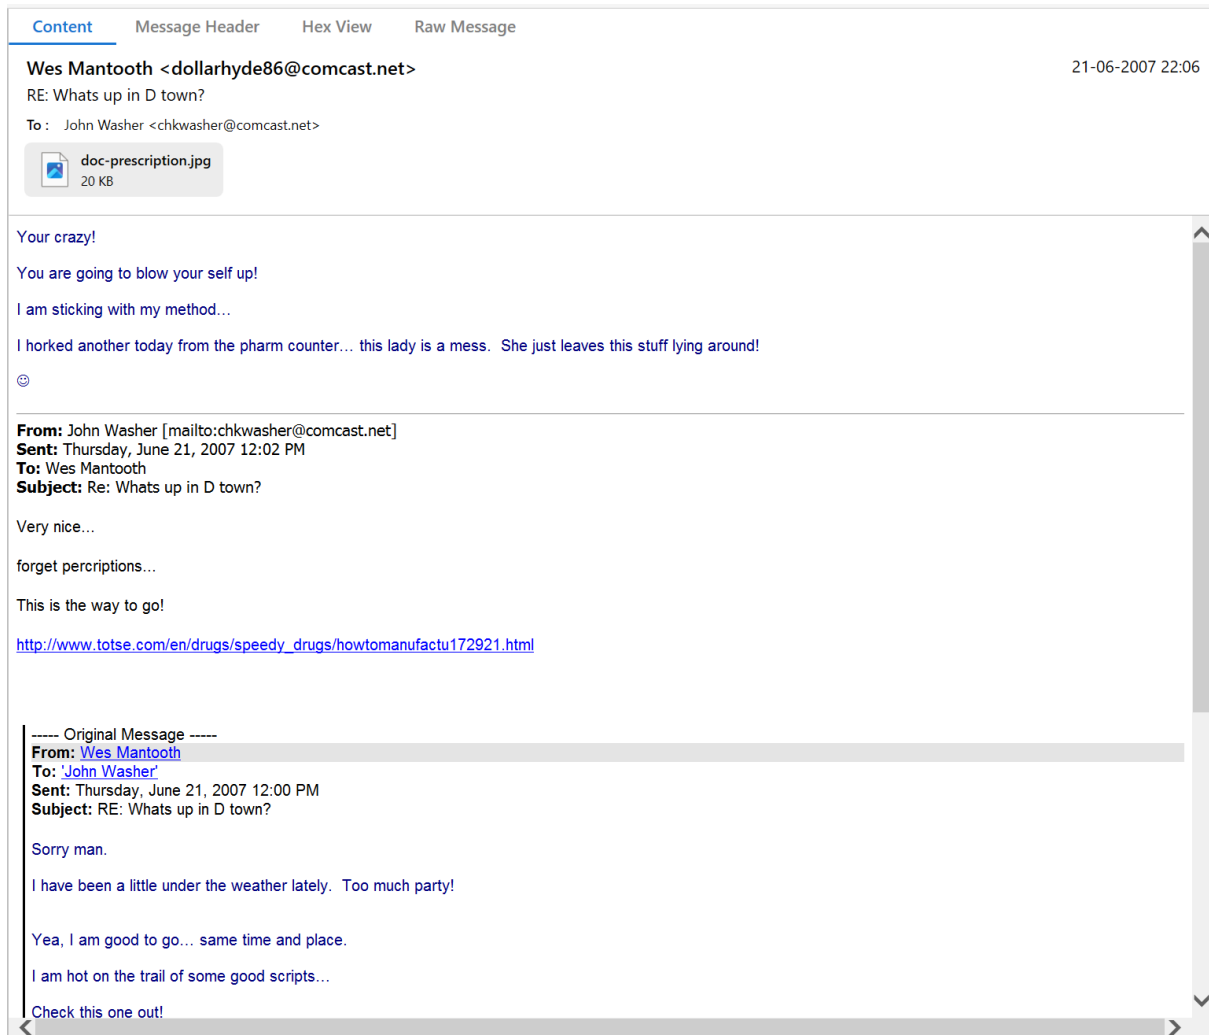 Content Message Header Hex View Raw Message
Wes Mantooth <dollarhyde86@comcast.net> 21-06-2007 22:06
RE: Whats up in D town?
To : John Washer <chkwasher@comcast.net>
doc-prescription.jpg
20 KB
Your crazy!
You are going to blow your self up!
I am sticking with my method…
I horked another today from the pharm counter… this lady is a mess.  She just leaves this stuff lying around!
☺
From: John Washer [mailto:chkwasher@comcast.net]
Sent: Thursday, June 21, 2007 12:02 PM
To: Wes Mantooth
Subject: Re: Whats up in D town?
Very nice…
forget percriptions…
This is the way to go!
http://www.totse.com/en/drugs/speedy_drugs/howtomanufactu172921.html
----- Original Message -----
From: Wes Mantooth
To: 'John Washer'
Sent: Thursday, June 21, 2007 12:00 PM
Subject: RE: Whats up in D town?
Sorry man.
I have been a little under the weather lately.  Too much party!
Yea, I am good to go… same time and place.
I am hot on the trail of some good scripts…
Check this one out!